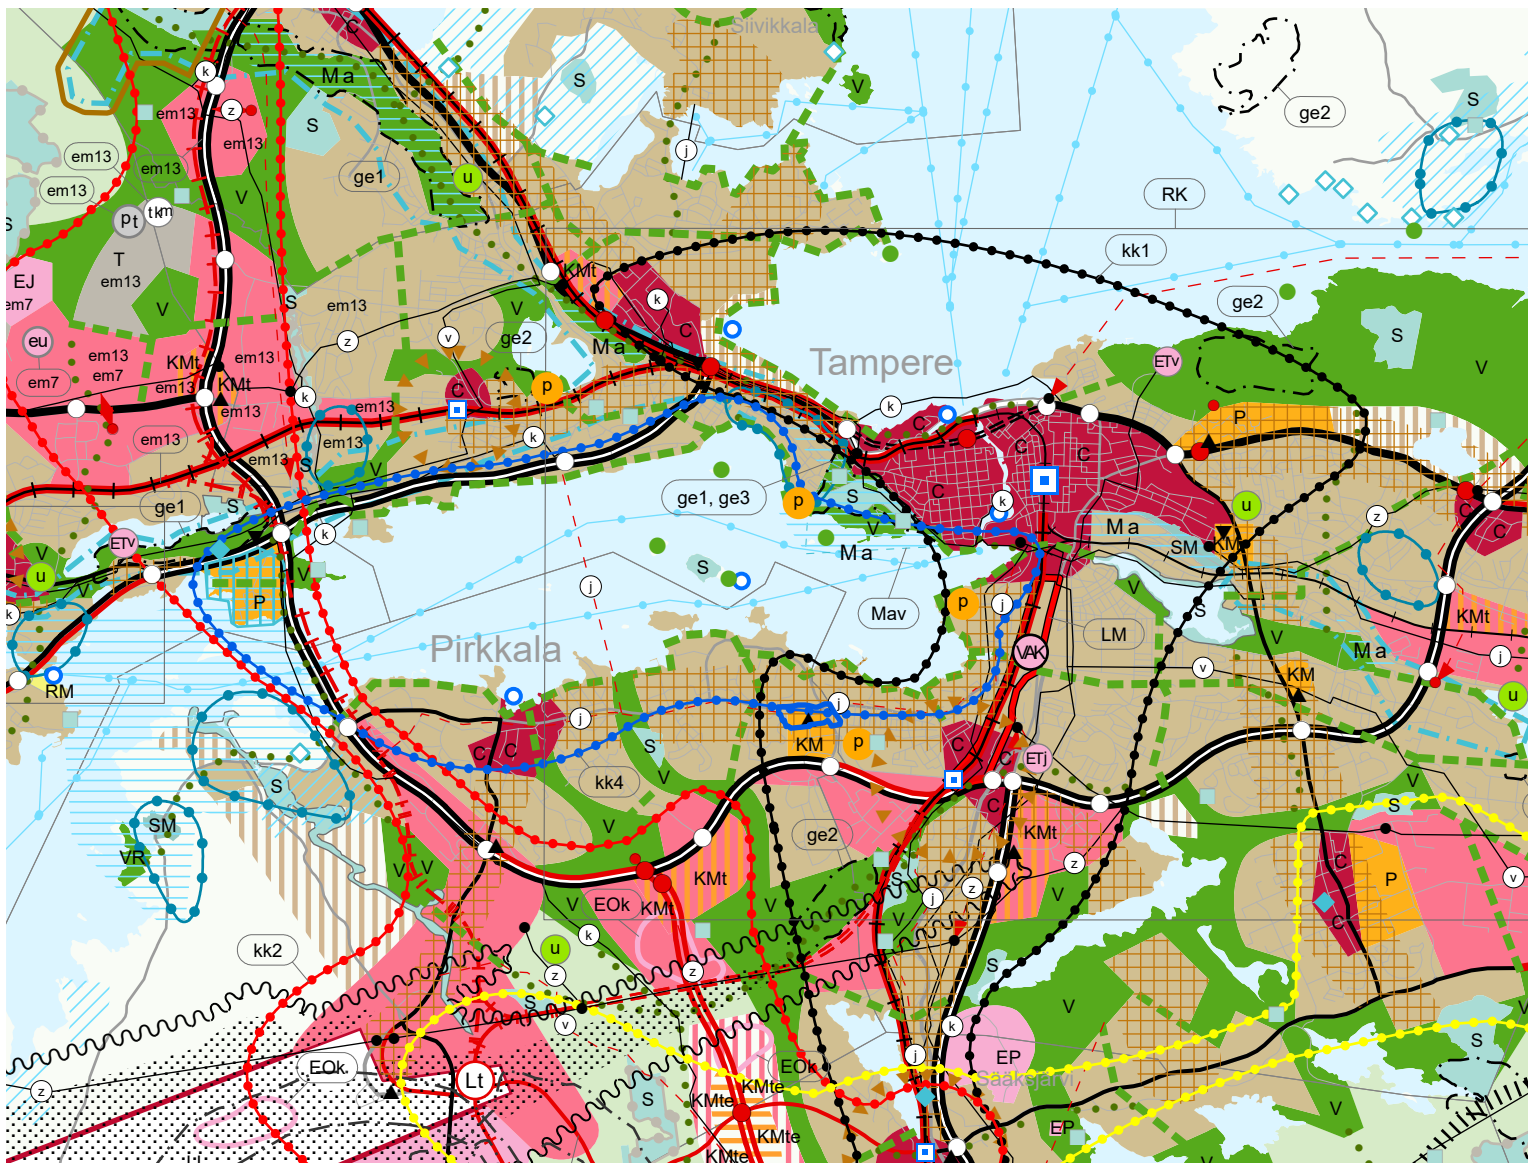 Siivikkala
C
k
Ma
S
V
S
z
em13
em13
S
ge2
em13
em13
ge1
j
em13
V
u
RK
pt
tkm
S
T
em13
kk1
EJ
em7
KMt
k
ge2
S
em13
V
V
S
eu
z
v
ge2
Ma
C
S
V
em13
em7
em13
KMt
Tampere
ETv
em7
em13
KMt
em13
k
em13
C
p
k
C
C
P
em13
em13
em13
S
V
k
C
C
ge1
S
ge1, ge3
p
S
k
u
z
C
k
V
Ma
SM
KM
ETv
V
Ma
V
u
V
S
j
Mav
p
j
LM
V
S
V
KMt
P
k
VAK
Ma
j
Pirkkala
v
KM
u
RM
j
j
C
C
S
KM
p
C
C
ETj
V
kk4
V
S
S
C
V
SM
V
ge2
KMt
VR
V
V
KMt
S
z
z
C
P
v
V
EOk
KMt
V
V
j
V
C
kk2
k
u
z
z
S
S
V
S
v
k
S
EOk
Lt
EOk
j
EP
Sääksjärvi
z
S
KMte
KMte
V
KMte
EP
KMte